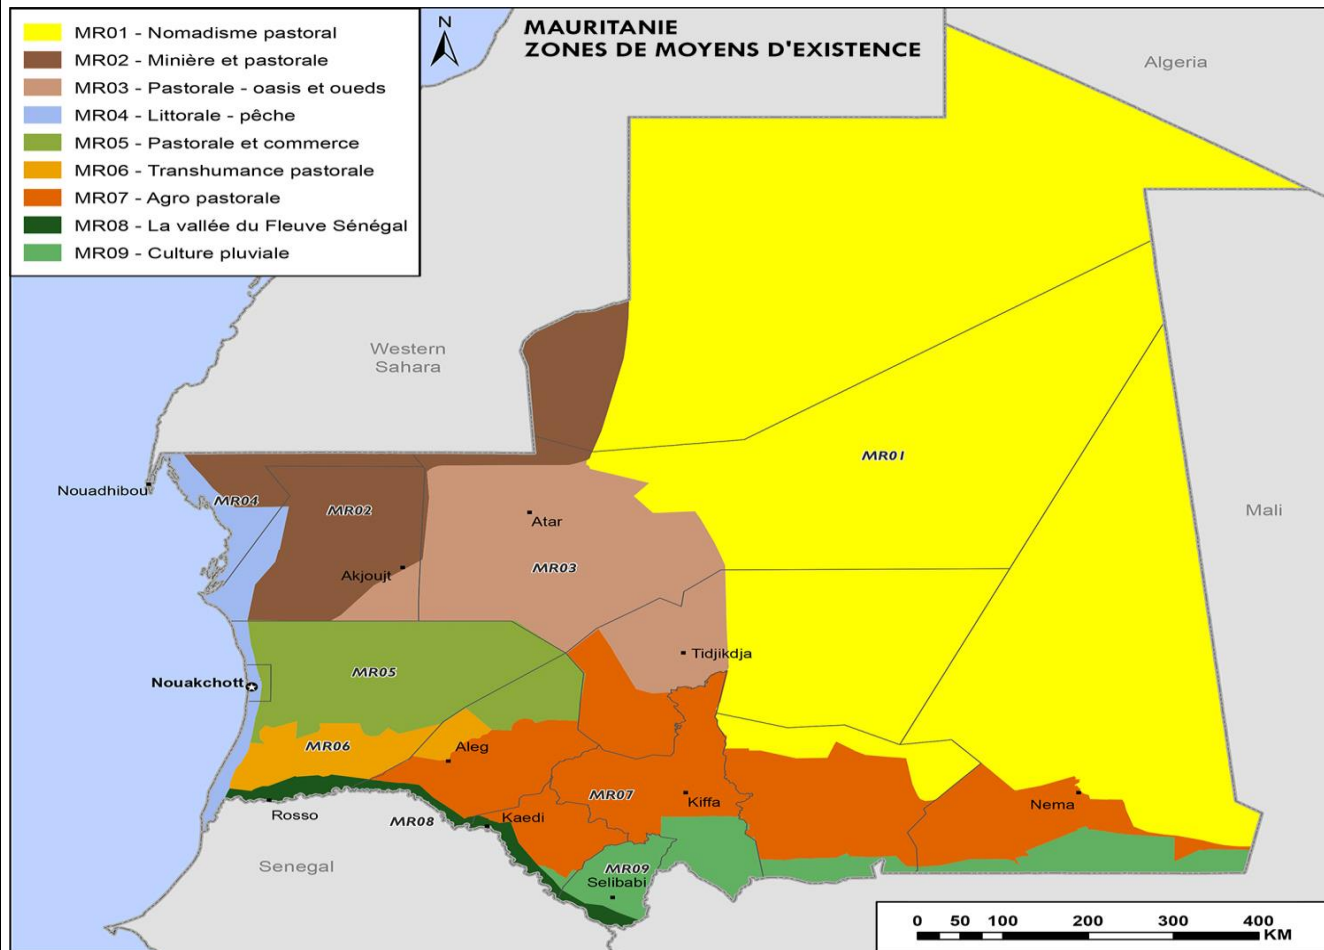 MR01 - Nomadisme pastoral
MR02 - Minière et pastorale
MR03 - Pastorale - oasis et oueds
MR04 - Littorale - pêche
MR05 - Pastorale et commerce
MR06 - Transhumance pastorale
MR07 - Agro pastorale
MR08 - La vallée du Fleuve Sénégal
MR09 - Culture pluviale
N
MAURITANIE
ZONES DE MOYENS D'EXISTENCE
Algeria
Western
Sahara
MR01
Nouadhibou
MR04
MR02
Atar
Mali
Akjoujt
MR03
Tidjikdja
Nouakchott
MR05
MR06
Aleg
Rosso
MR08
Kaedi
MR07
Kiffa
Nema
Senegal
MR09
Selibabi
0 50 100 200 300 400
KM